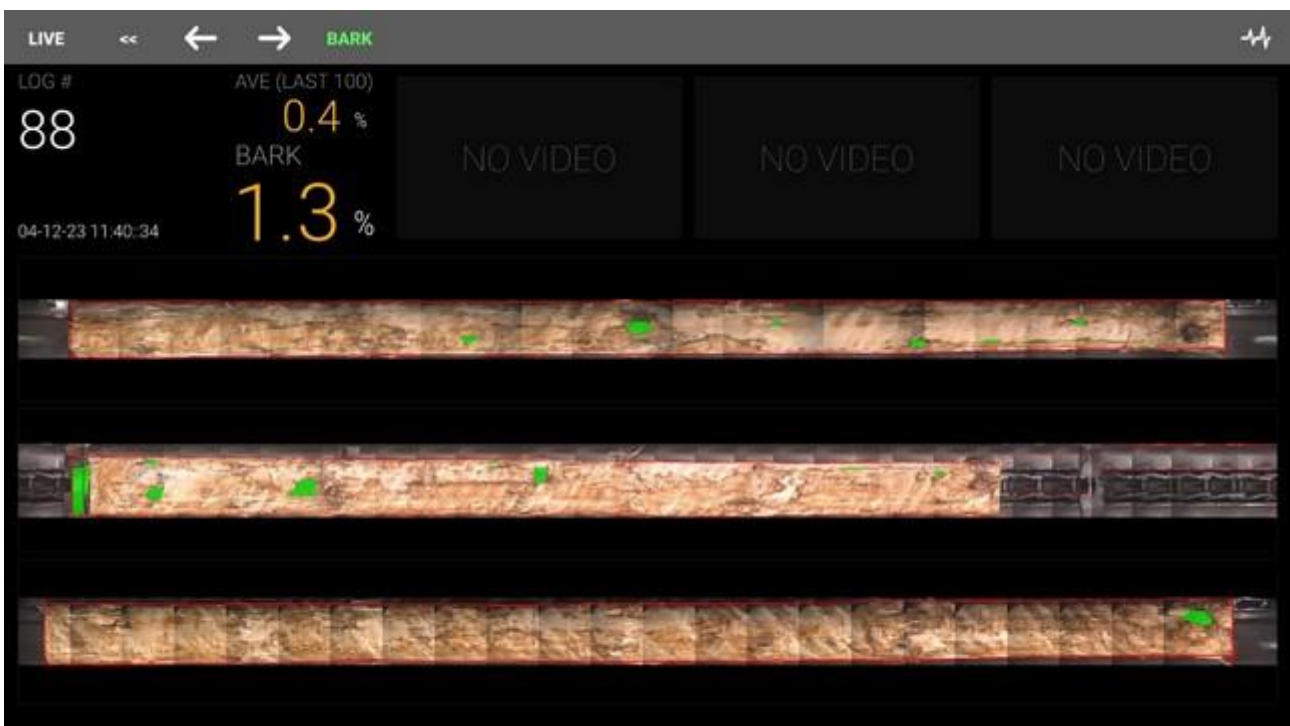 LIVE << ← → BARK
LOG #
88
04-12-23 11:40::34
AVE (LAST 100)
0.4 %
BARK
1.3 %
NO VIDEO
NO VIDEO
NO VIDEO